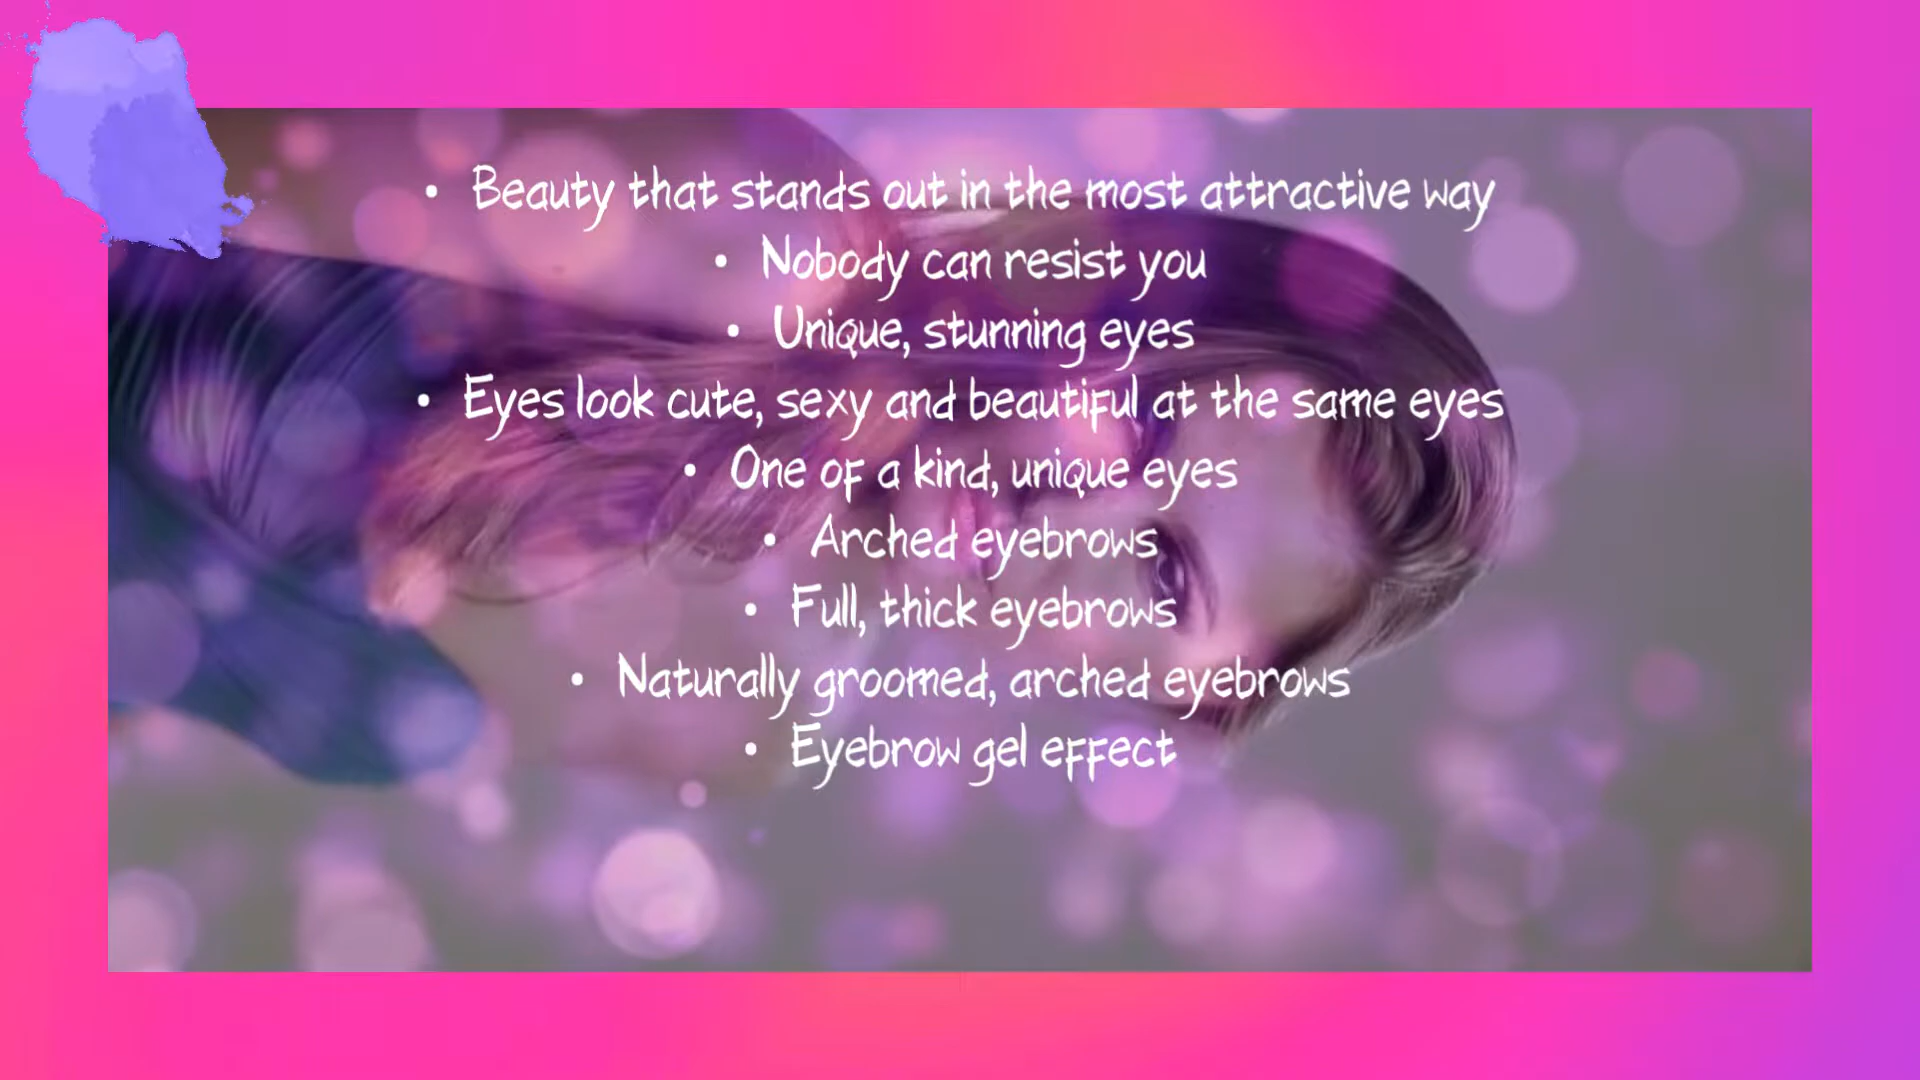 • Beauty that stands out in the most attractive way
• Nobody can resist you
• Unique, stunning eyes
• Eyes look cute, sexy and beautiful at the same eyes
• One of a kind, unique eyes
• Arched eyebrows
• Full, thick eyebrows
• Naturally groomed, arched eyebrows
• Eyebrow gel effect